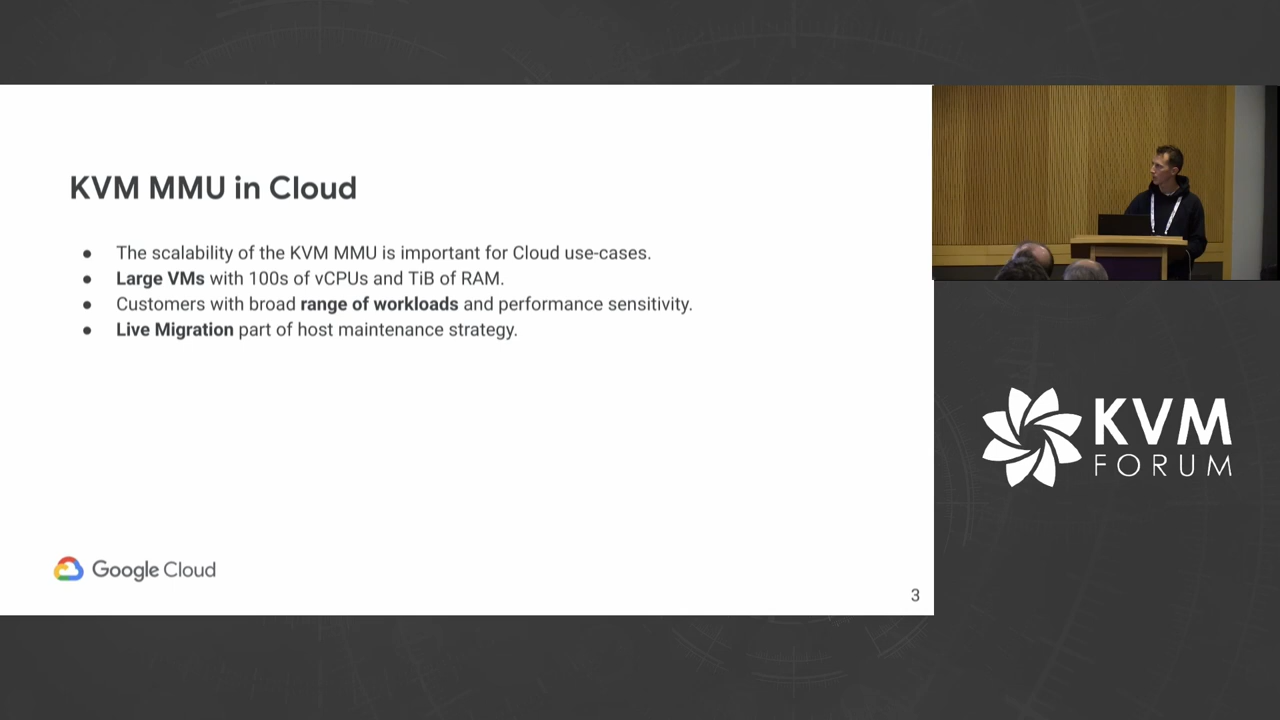 KVM MMU in Cloud
● The scalability of the KVM MMU is important for Cloud use-cases.
● Large VMs with 100s of vCPUs and TiB of RAM.
● Customers with broad range of workloads and performance sensitivity.
● Live Migration part of host maintenance strategy.
Google Cloud
3
KVM
FORUM